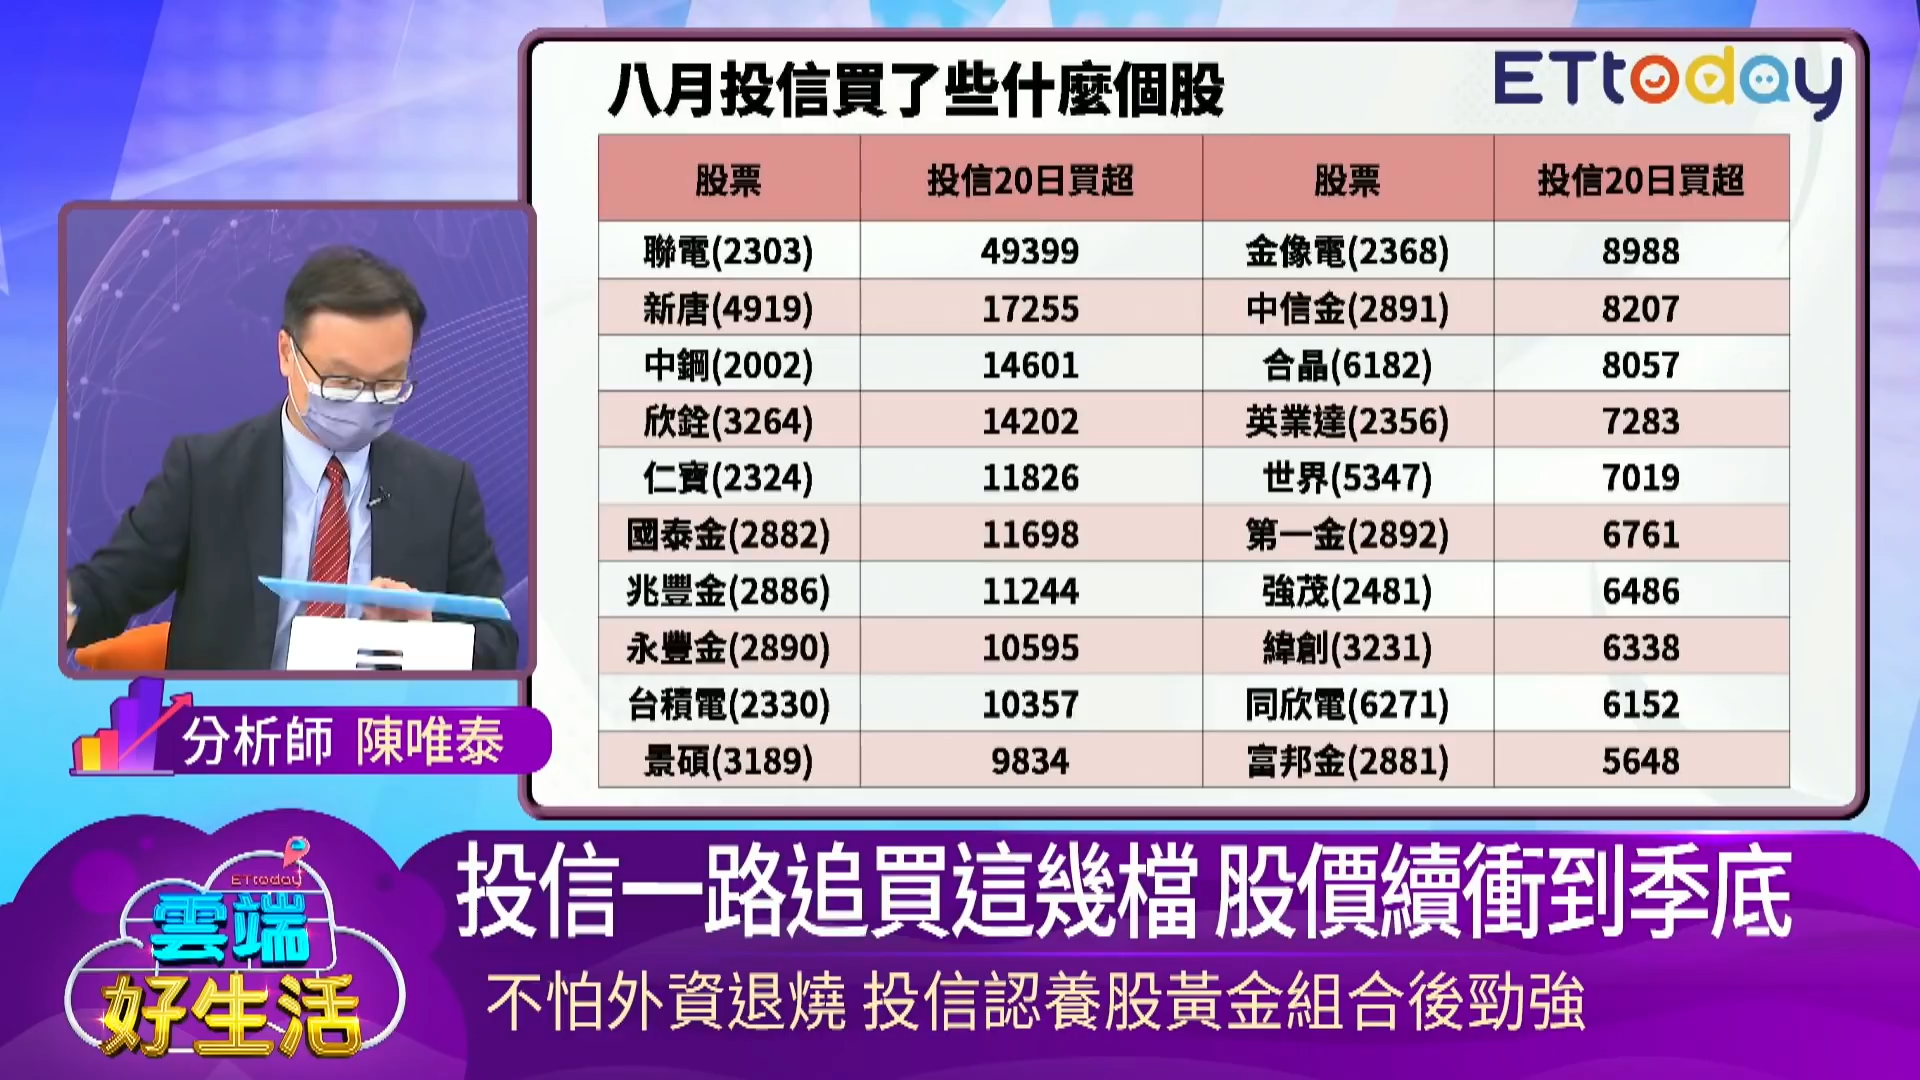 八月投信買了些什麼個股
ETtoday
股票 投信20日買超 股票 投信20日買超
聯電(2303) 49399 金像電(2368) 8988
新唐(4919) 17255 中信金(2891) 8207
中鋼(2002) 14601 合晶(6182) 8057
欣銓(3264) 14202 英業達(2356) 7283
仁寶(2324) 11826 世界(5347) 7019
國泰金(2882) 11698 第一金(2892) 6761
兆豐金(2886) 11244 強茂(2481) 6486
永豐金(2890) 10595 緯創(3231) 6338
台積電(2330) 10357 同欣電(6271) 6152
景碩(3189) 9834 富邦金(2881) 5648
分析師 陳唯泰
ETtoday
雲端
好生活
投信一路追買這幾檔 股價續衝到季底
不怕外資退燒 投信認養股黃金組合後勁強